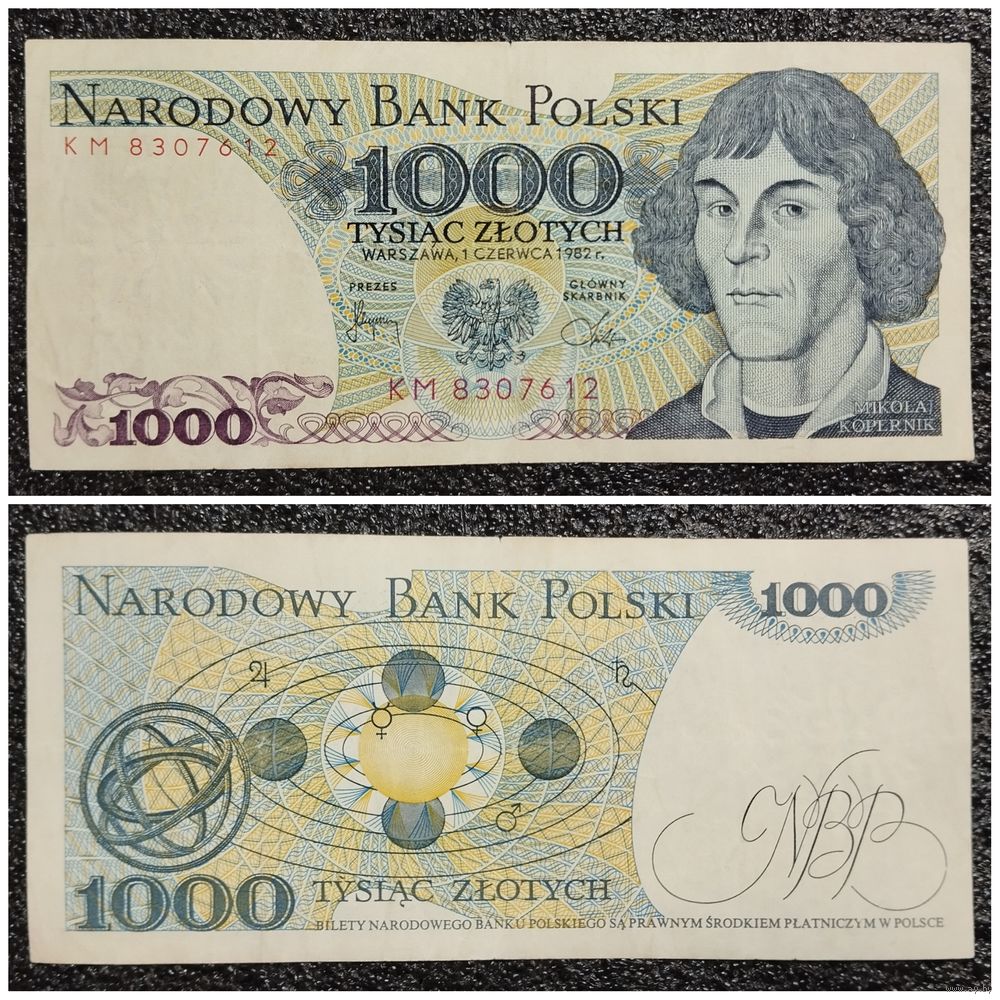 NARODOWY BANK POLSKI
KM 8307612
1000
TYSIĄC ZŁOTYCH
WARSZAWA, 1 CZERWCA 1982 r.
PREZES
GŁÓWNY
SKARBNIK
KM 8307612
1000
MIKOŁAJ
KOPERNIK
NARODOWY BANK POLSKI
1000
NBP
1000
TYSIĄC ZŁOTYCH
BILETY NARODOWEGO BANKU POLSKIEGO SĄ PRAWNYM ŚRODKIEM PŁATNICZYM W POLSCE